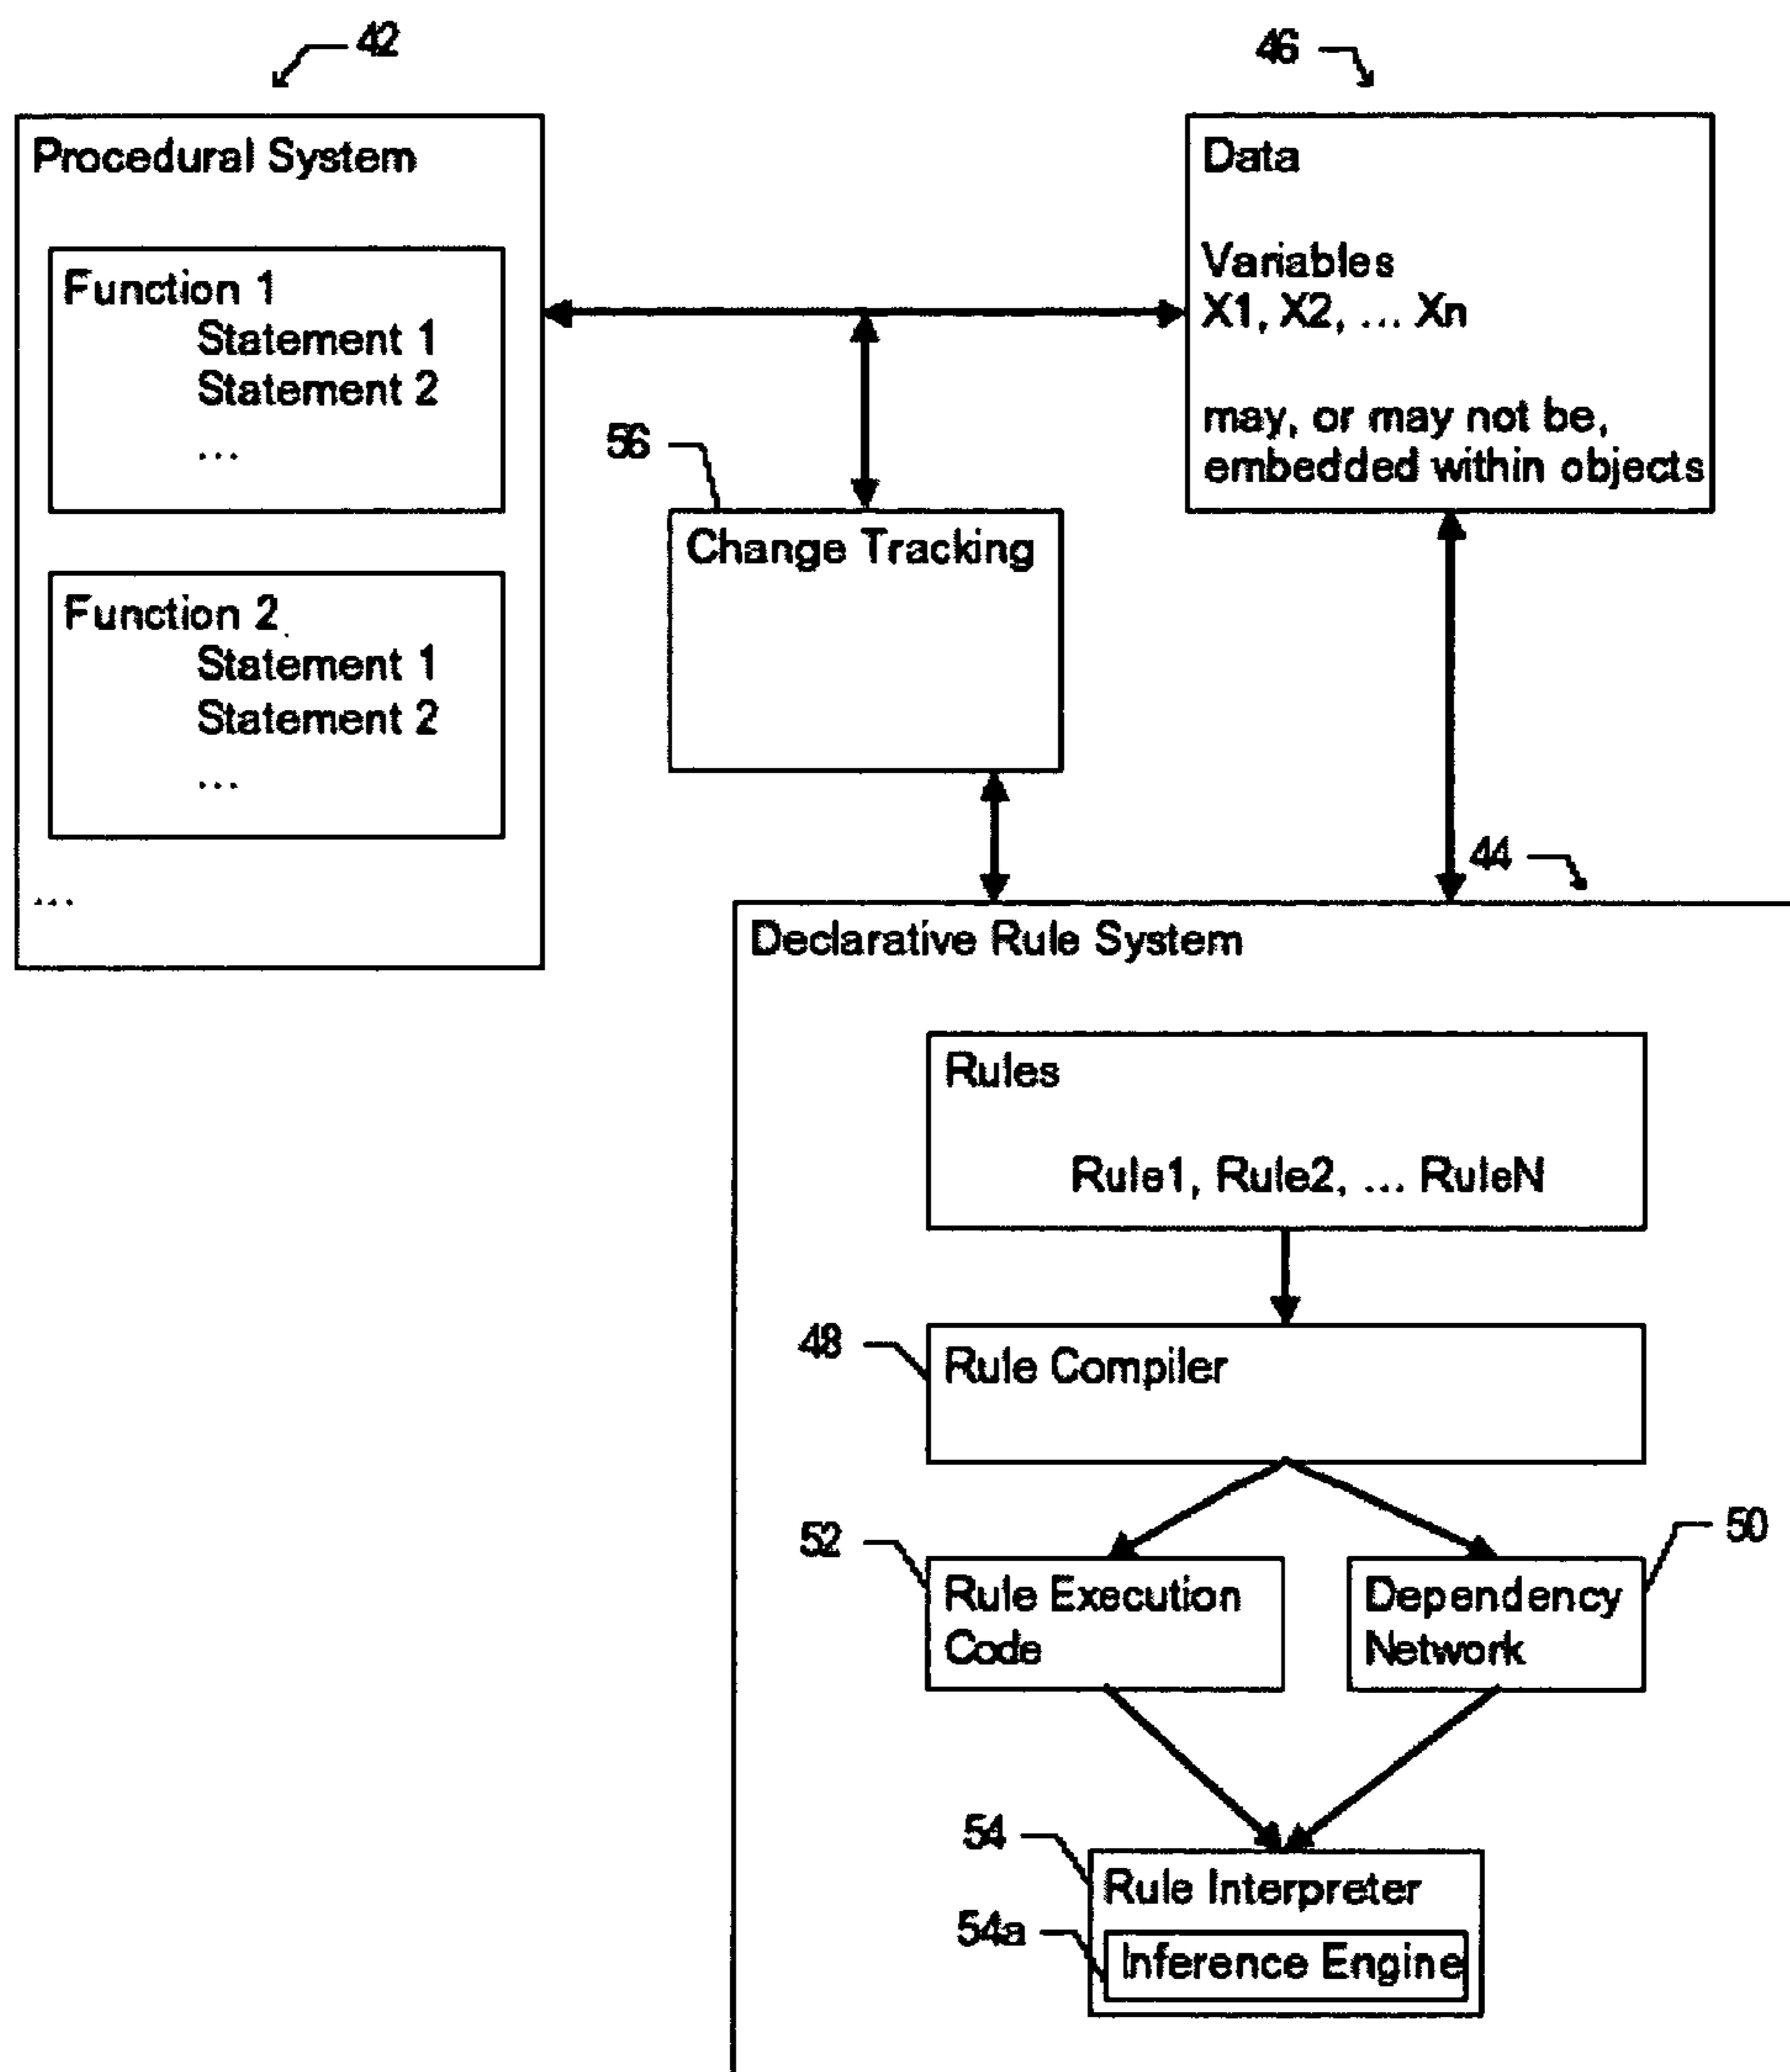 42
46
Procedural System
Function 1
Statement 1
Statement 2
...
Function 2
Statement 1
Statement 2
...
...
Data
Variables
X1, X2, ... Xn
may, or may not be,
embedded within objects
56
Change Tracking
44
Declarative Rule System
Rules
Rule1, Rule2, ... RuleN
48
Rule Compiler
52
Rule Execution
Code
50
Dependency
Network
54
Rule Interpreter
54a
Inference Engine